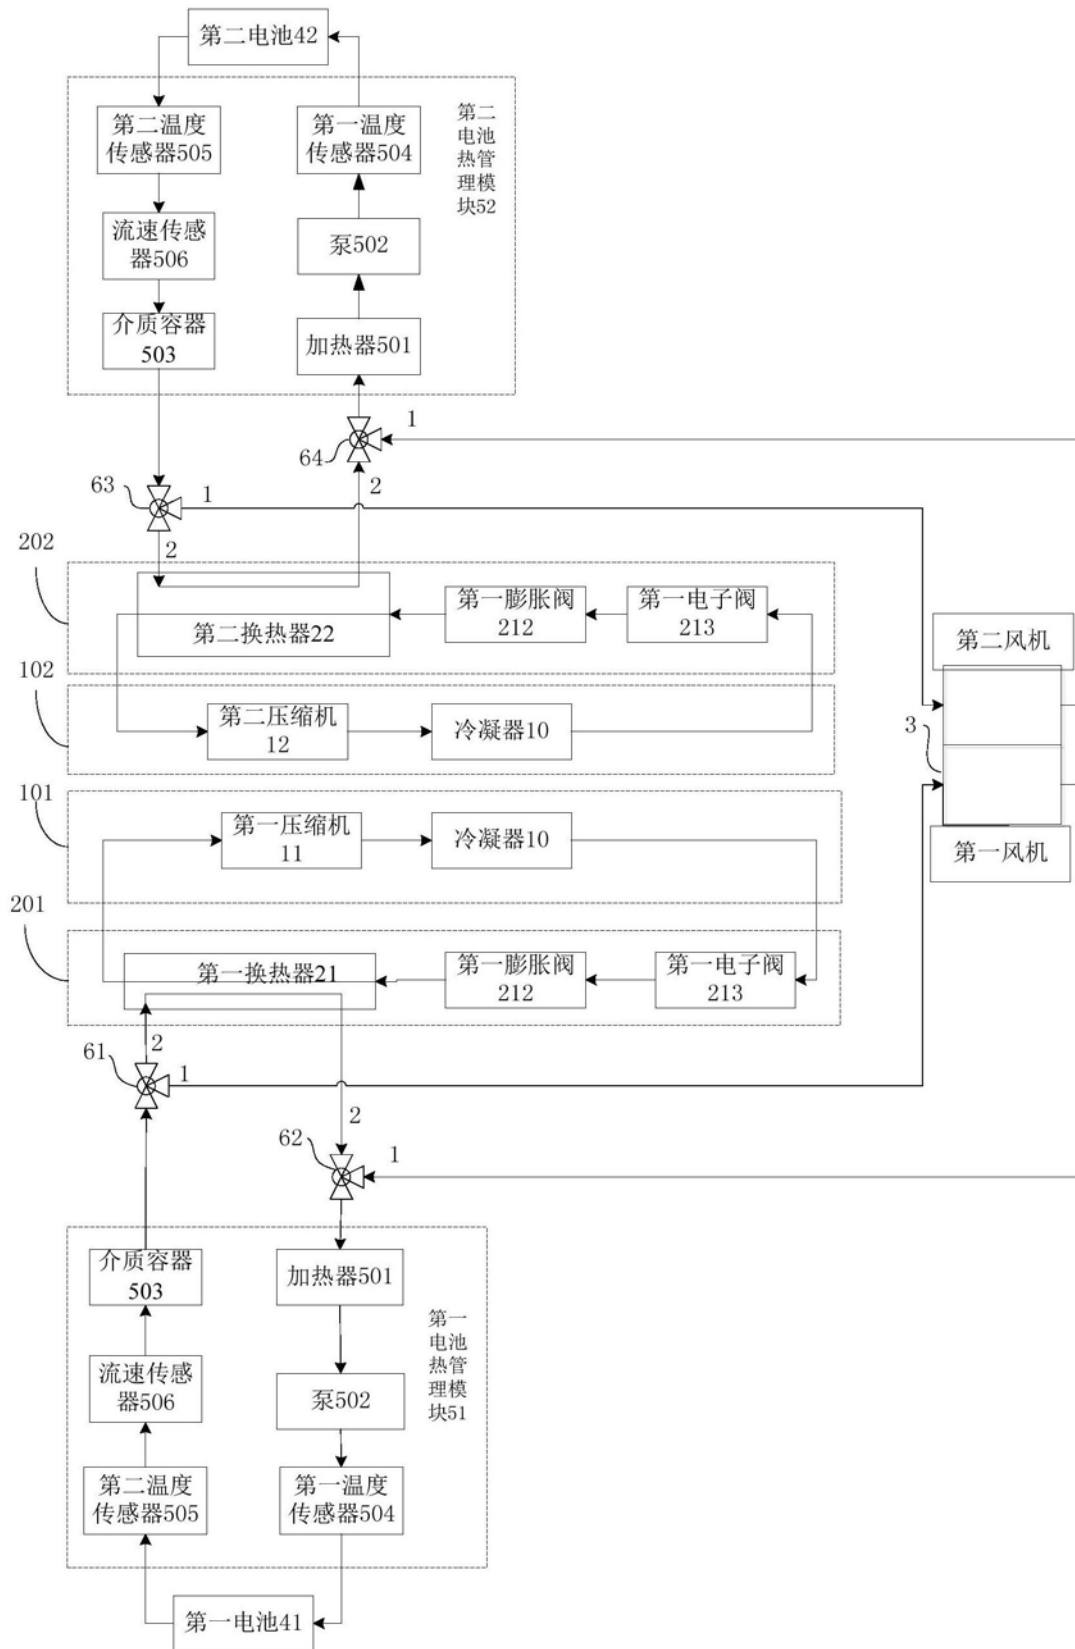 第二电池42
第二温度
传感器505
第一温度
传感器504
第二
电池
热管
理模
块52
流速传感
器506
泵502
介质容器
503
加热器501
1
64
2
63
1
2
202
第二换热器22
第一膨胀阀
212
第一电子阀
213
第二风机
102
第二压缩机
12
冷凝器10
3
101
第一压缩机
11
冷凝器10
第一风机
201
第一换热器21
第一膨胀阀
212
第一电子阀
213
2
61
1
2
62
1
介质容器
503
加热器501
第一
电池
热管
理模
块51
流速传感
器506
泵502
第二温度
传感器505
第一温度
传感器504
第一电池41